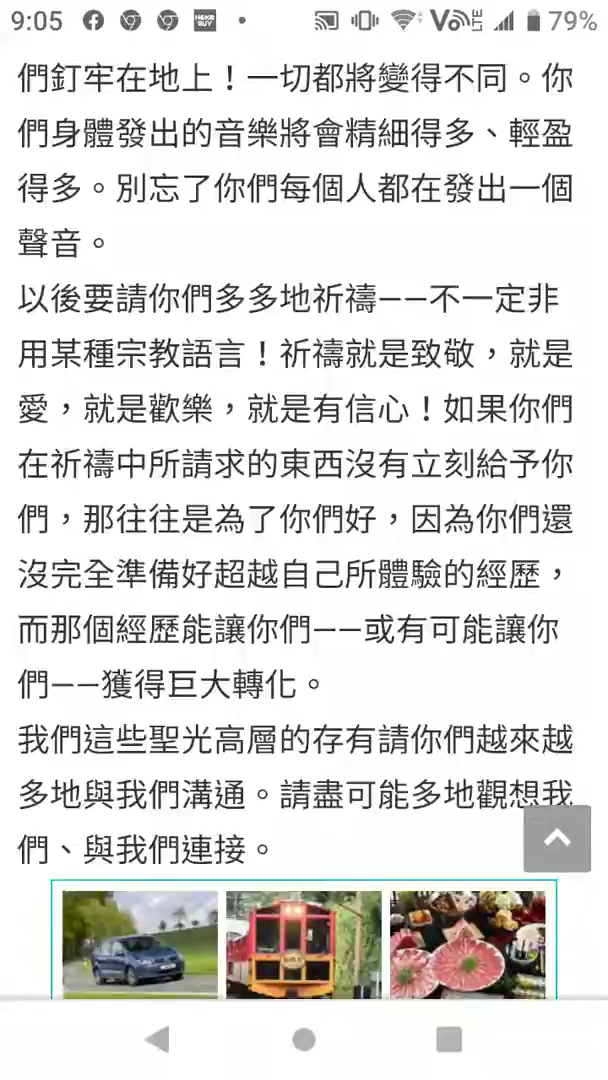 9:05
HOKO BUY
LTE
79%
們釘牢在地上！一切都將變得不同。你
們身體發出的音樂將會精細得多、輕盈
得多。別忘了你們每個人都在發出一個
聲音。
以後要請你們多多地祈禱——不一定非
用某種宗教語言！祈禱就是致敬，就是
愛，就是歡樂，就是有信心！如果你們
在祈禱中所請求的東西沒有立刻給予你
們，那往往是為了你們好，因為你們還
沒完全準備好超越自己所體驗的經歷，
而那個經歷能讓你們——或有可能讓你
們——獲得巨大轉化。
我們這些聖光高層的存有請你們越來越
多地與我們溝通。請盡可能多地觀想我
們、與我們連接。